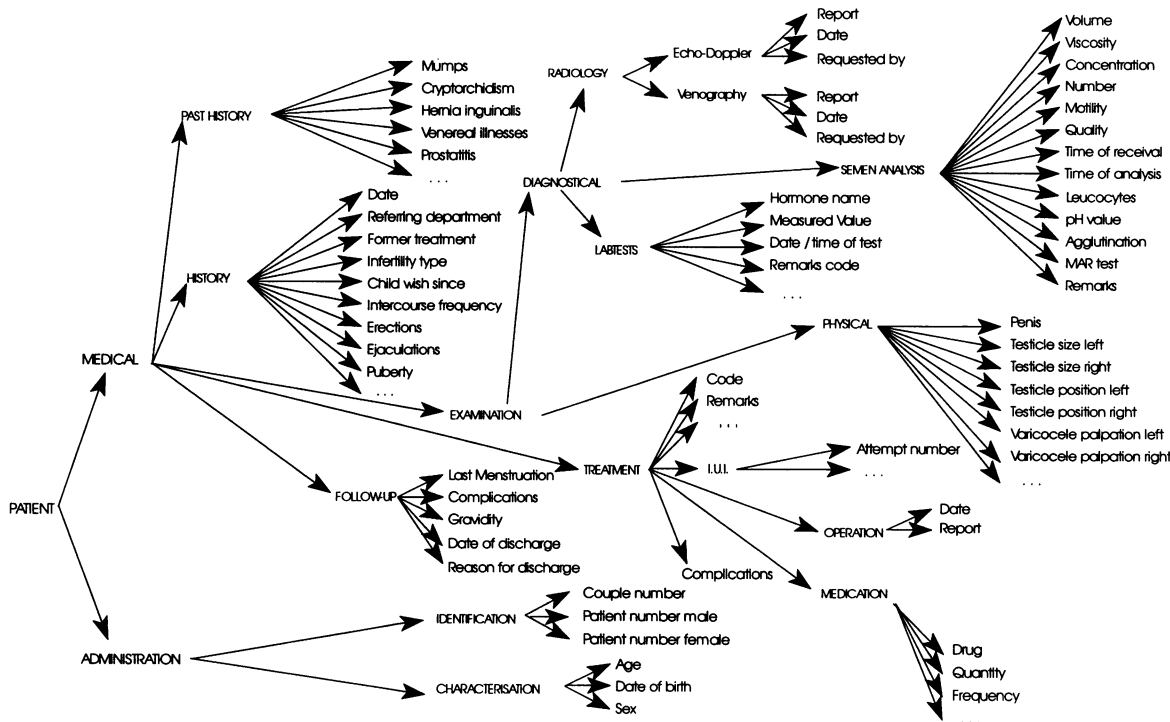 PATIENT
MEDICAL
PAST HISTORY
Mumps
Cryptorchidism
Hernia inguinalis
Venereal illnesses
Prostatitis
. . .
HISTORY
Date
Referring department
Former treatment
Infertility type
Child wish since
Intercourse frequency
Erections
Ejaculations
Puberty
. . .
EXAMINATION
DIAGNOSTICAL
RADIOLOGY
Echo-Doppler
Report
Date
Requested by
Venography
Report
Date
Requested by
SEMEN ANALYSIS
Volume
Viscosity
Concentration
Number
Motility
Quality
Time of receival
Time of analysis
Leucocytes
pH value
Agglutination
MAR test
Remarks
LABTESTS
Hormone name
Measured Value
Date / time of test
Remarks code
. . .
PHYSICAL
Penis
Testicle size left
Testicle size right
Testicle position left
Testicle position right
Varicocele palpation left
Varicocele palpation right
. . .
TREATMENT
Code
Remarks
. . .
I.U.I.
Attempt number
. . .
OPERATION
Date
Report
MEDICATION
Drug
Quantity
Frequency
. . .
Complications
FOLLOW-UP
Last Menstruation
Complications
Gravidity
Date of discharge
Reason for discharge
ADMINISTRATION
IDENTIFICATION
Couple number
Patient number male
Patient number female
CHARACTERISATION
Age
Date of birth
Sex